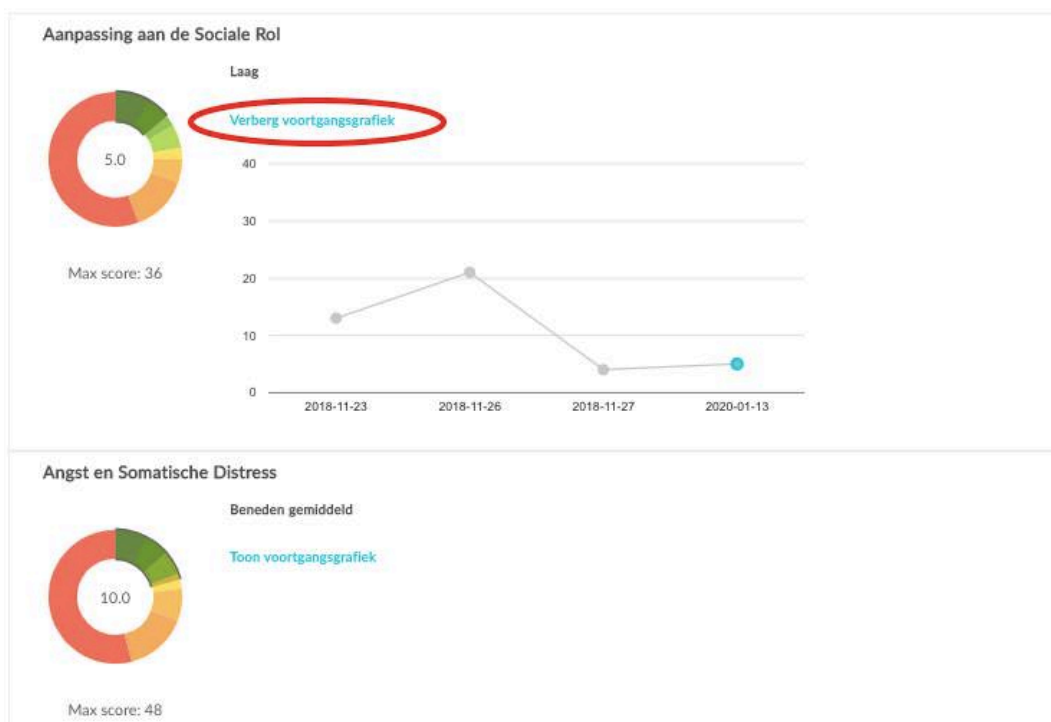 Aanpassing aan de Sociale Rol
Laag
Verberg voortgangsgrafiek
5.0
Max score: 36
40
30
20
10
0
2018-11-23 2018-11-26 2018-11-27 2020-01-13
Angst en Somatische Distress
Beneden gemiddeld
Toon voortgangsgrafiek
10.0
Max score: 48